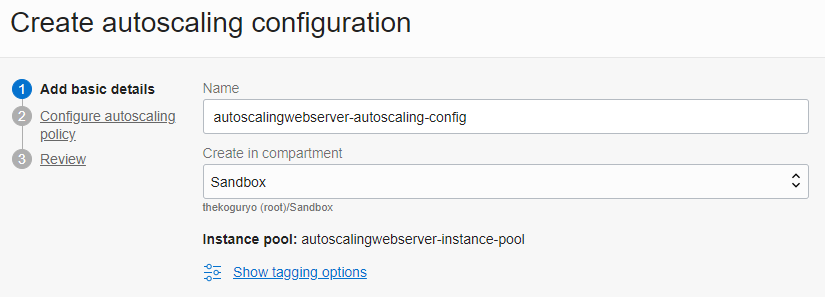 Create autoscaling configuration
1 Add basic details
2 Configure autoscaling
policy
3 Review
Name
autoscalingwebserver-autoscaling-config
Create in compartment
Sandbox
thekoguryo (root)/Sandbox
Instance pool: autoscalingwebserver-instance-pool
Show tagging options